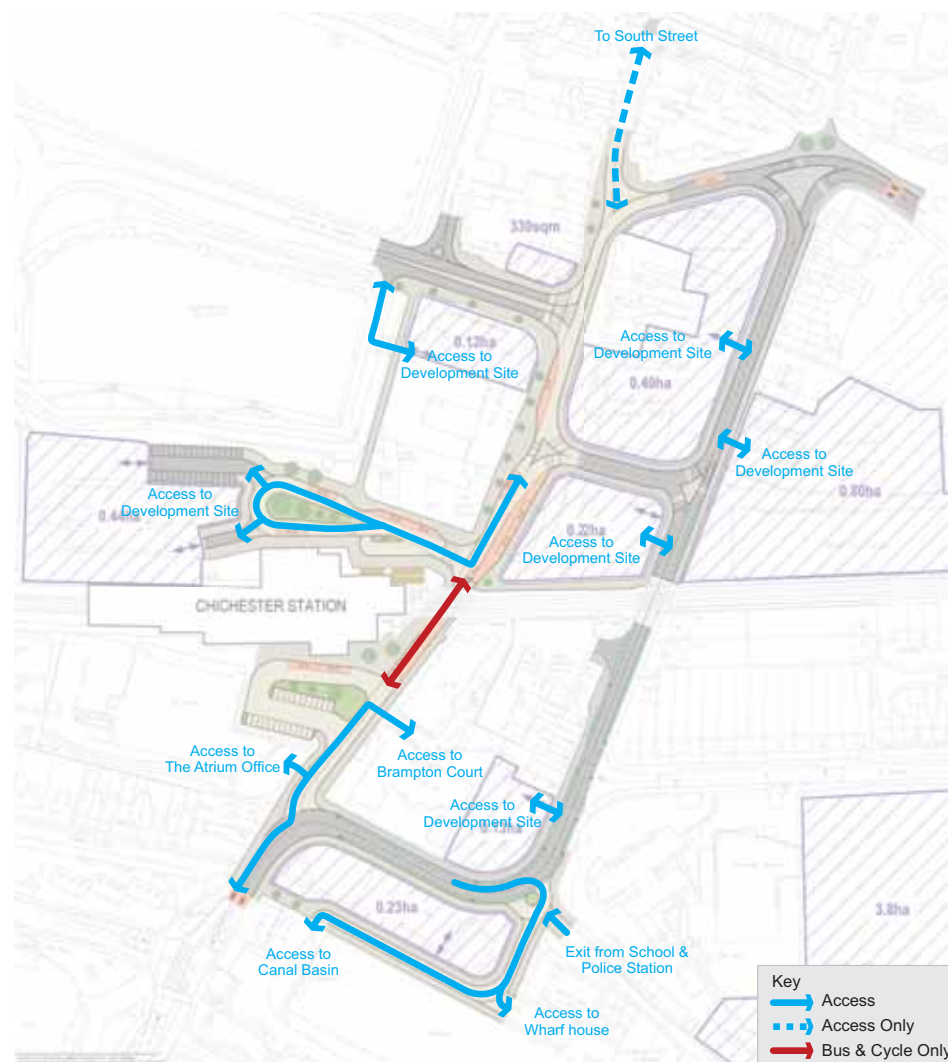 To South Street
330sqm
Access to
Development Site
0.12ha
Access to
Development Site
0.40ha
Access to
Development Site
0.80ha
Access to
Development Site
0.44ha
Access to
Development Site
0.22ha
CHICHESTER STATION
Access to
The Atrium Office
Access to
Brampton Court
Access to
Development Site
0.13ha
0.23ha
3.8ha
Access to
Canal Basin
Exit from School &
Police Station
Access to
Wharf house
Key
Access
Access Only
Bus & Cycle Only